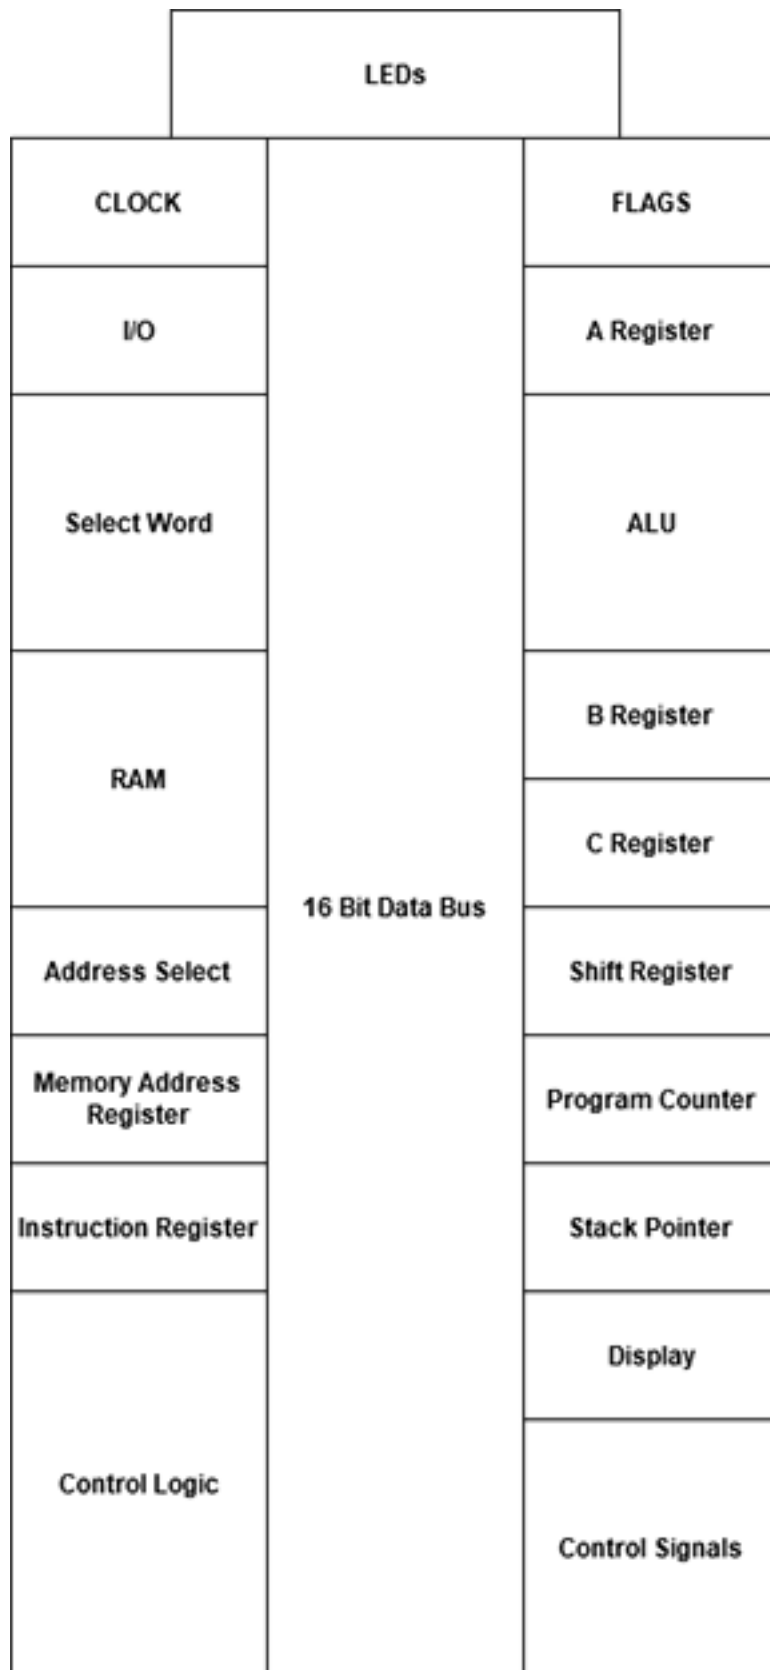 LEDs
CLOCK
FLAGS
I/O
A Register
Select Word
ALU
RAM
B Register
C Register
16 Bit Data Bus
Address Select
Shift Register
Memory Address
Register
Program Counter
Instruction Register
Stack Pointer
Display
Control Logic
Control Signals